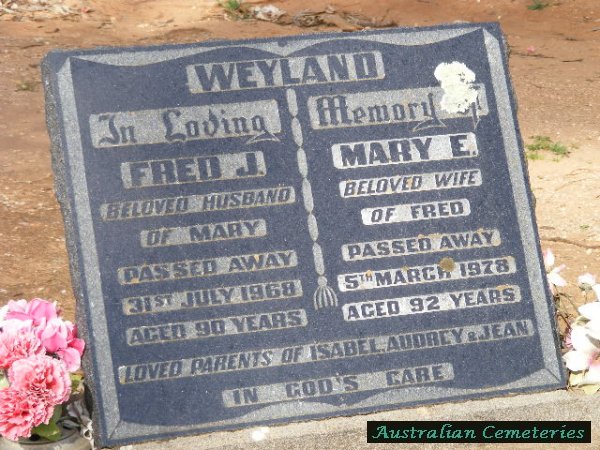 WEYLAND
In Loving Memory of
FRED J.
BELOVED HUSBAND
OF MARY
PASSED AWAY
31ST JULY 1968
AGED 90 YEARS
MARY E.
BELOVED WIFE
OF FRED
PASSED AWAY
5TH MARCH 1978
AGED 92 YEARS
LOVED PARENTS OF ISABEL, AUDREY & JEAN
IN GOD'S CARE
Australian Cemeteries